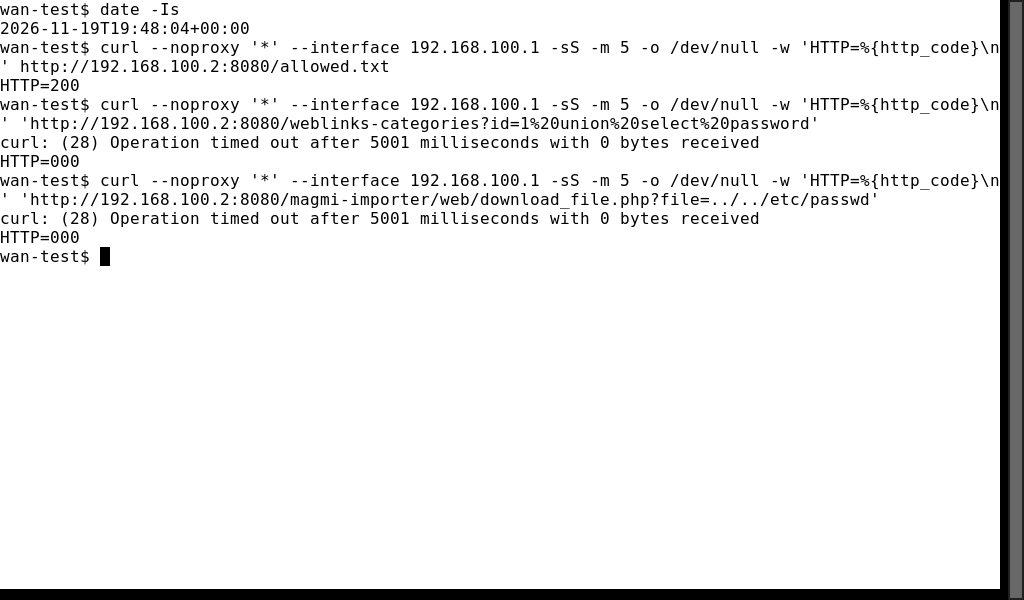 wan-test$ date -Is
2026-11-19T19:48:04+00:00
wan-test$ curl --noproxy '*' --interface 192.168.100.1 -sS -m 5 -o /dev/null -w 'HTTP=%{http_code}\n
' http://192.168.100.2:8080/allowed.txt
HTTP=200
wan-test$ curl --noproxy '*' --interface 192.168.100.1 -sS -m 5 -o /dev/null -w 'HTTP=%{http_code}\n
' 'http://192.168.100.2:8080/weblinks-categories?id=1%20union%20select%20password'
curl: (28) Operation timed out after 5001 milliseconds with 0 bytes received
HTTP=000
wan-test$ curl --noproxy '*' --interface 192.168.100.1 -sS -m 5 -o /dev/null -w 'HTTP=%{http_code}\n
' 'http://192.168.100.2:8080/magmi-importer/web/download_file.php?file=../../etc/passwd'
curl: (28) Operation timed out after 5001 milliseconds with 0 bytes received
HTTP=000
wan-test$